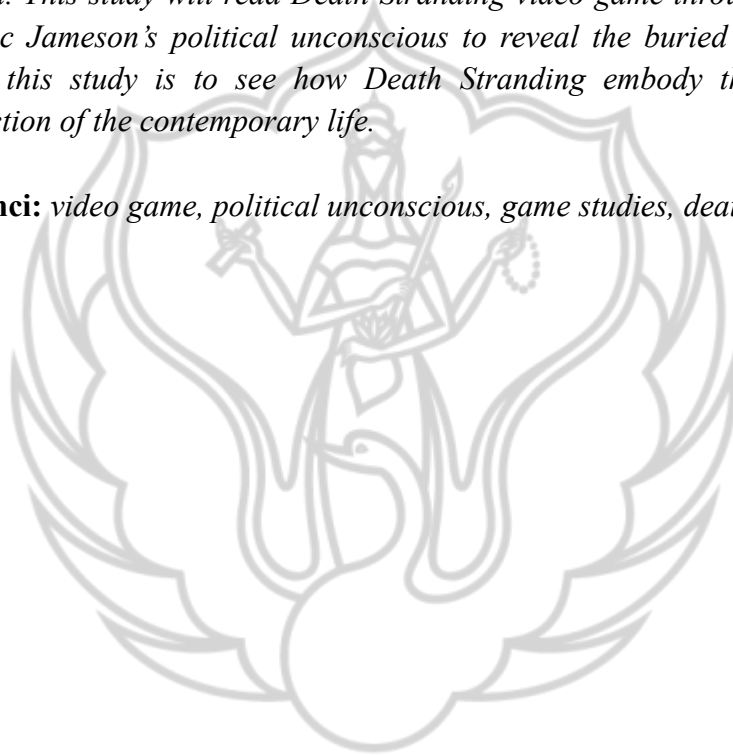 This study will read Death Stranding video game throu
c Jameson's political unconscious to reveal the buried
this study is to see how Death Stranding embody th
ction of the contemporary life.
nci: video game, political unconscious, game studies, deat